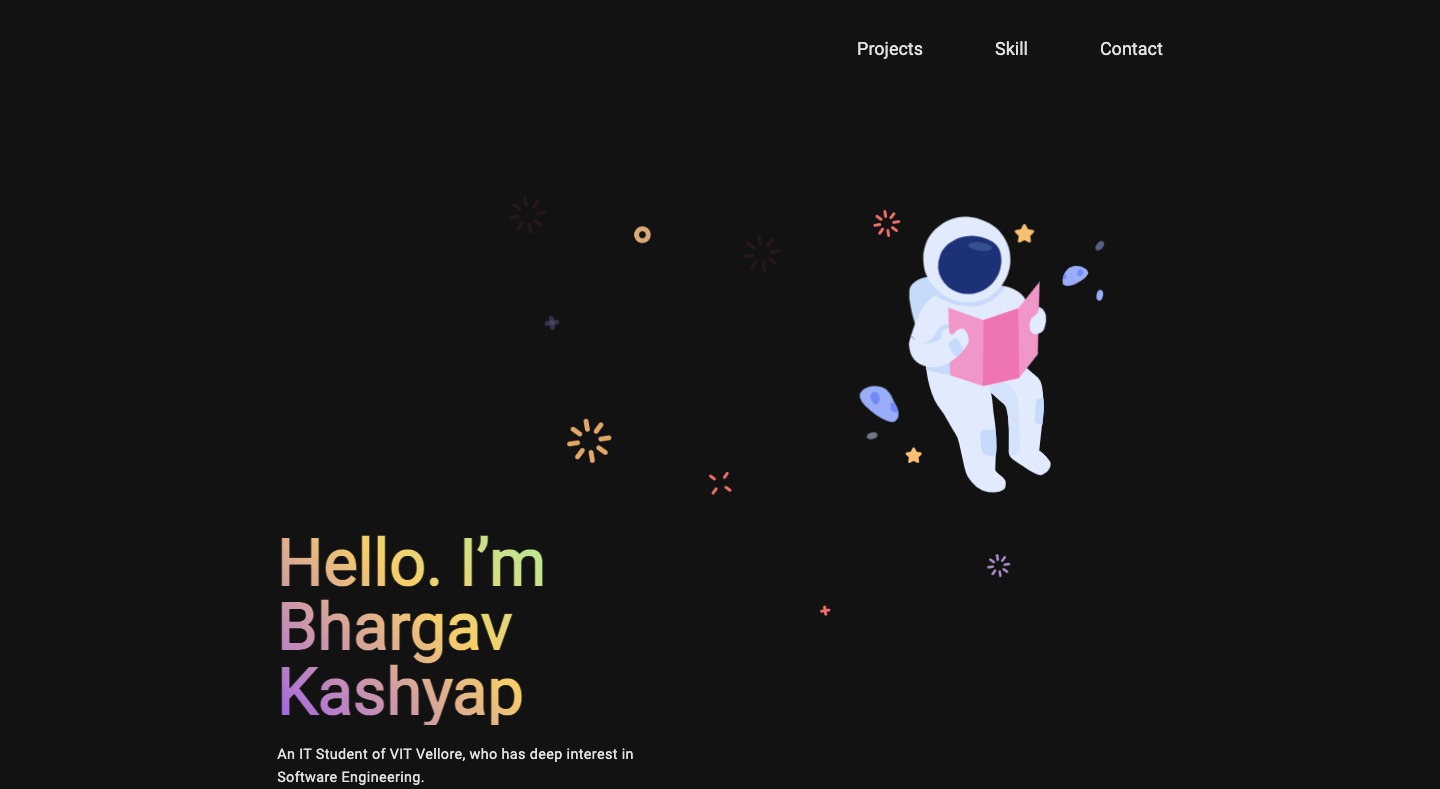 Projects Skill Contact
Hello. I’m
Bhargav
Kashyap
An IT Student of VIT Vellore, who has deep interest in
Software Engineering.